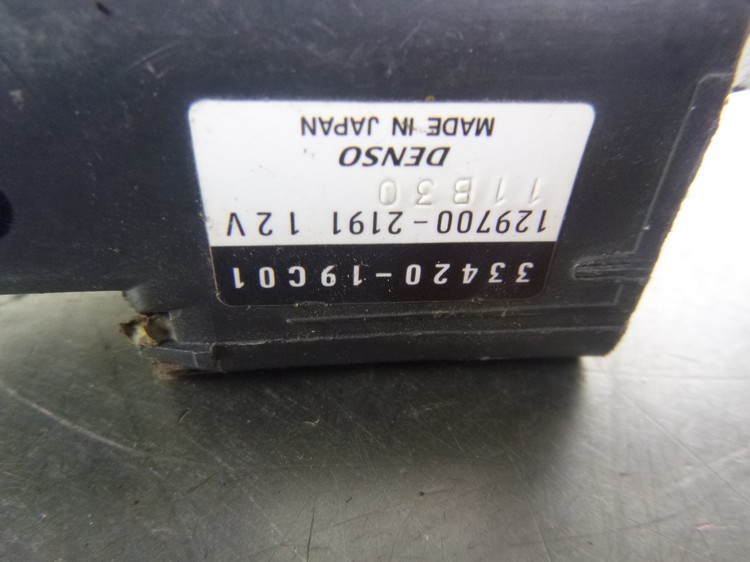 33420-19C01
129700-2191 12V
11B30
DENSO
MADE IN JAPAN